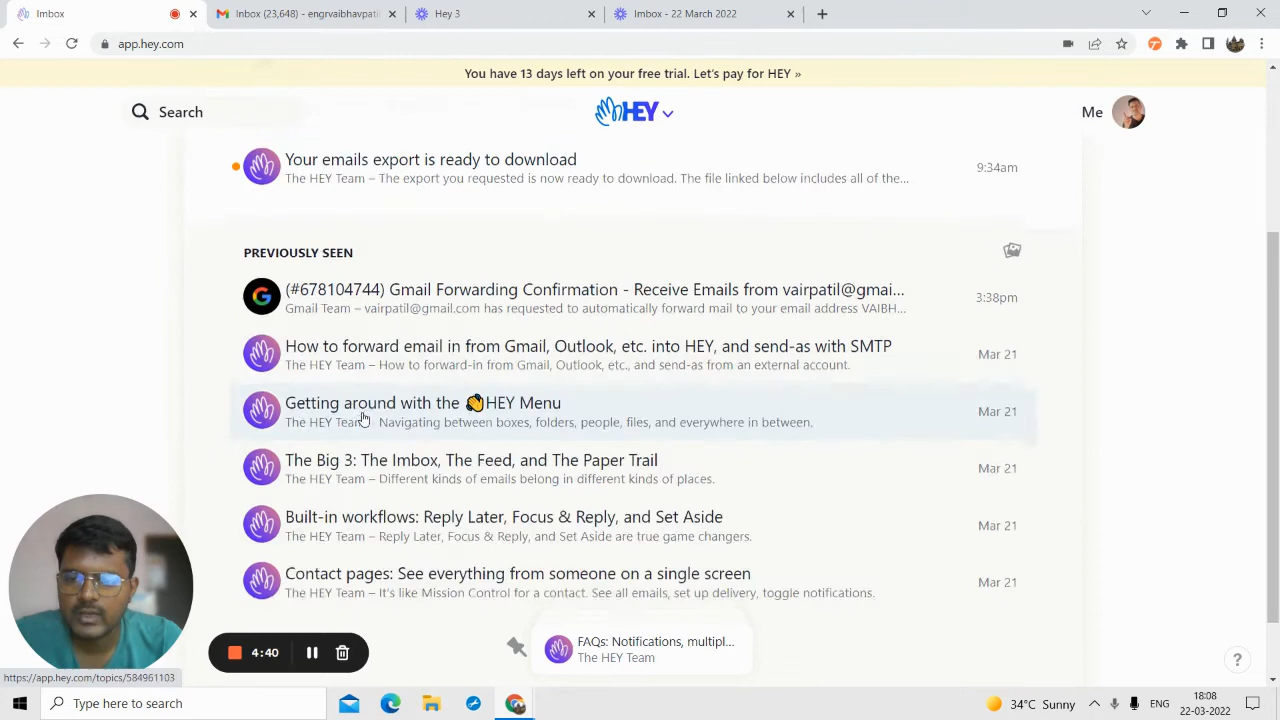 Imbox
Inbox (23,648) - engrvaibhavpatil
Hey 3
Imbox - 22 March 2022
app.hey.com
You have 13 days left on your free trial. Let's pay for HEY »
Search
HEY
Me
Your emails export is ready to download
The HEY Team – The export you requested is now ready to download. The file linked below includes all of the...
9:34am
PREVIOUSLY SEEN
(#678104744) Gmail Forwarding Confirmation - Receive Emails from vairpatil@gmai...
Gmail Team – vairpatil@gmail.com has requested to automatically forward mail to your email address VAIBH...
3:38pm
How to forward email in from Gmail, Outlook, etc. into HEY, and send-as with SMTP
The HEY Team – How to forward-in from Gmail, Outlook, etc., and send-as from an external account.
Mar 21
Getting around with the 👋HEY Menu
The HEY Team Navigating between boxes, folders, people, files, and everywhere in between.
Mar 21
The Big 3: The Imbox, The Feed, and The Paper Trail
The HEY Team – Different kinds of emails belong in different kinds of places.
Mar 21
Built-in workflows: Reply Later, Focus & Reply, and Set Aside
The HEY Team – Reply Later, Focus & Reply, and Set Aside are true game changers.
Mar 21
Contact pages: See everything from someone on a single screen
The HEY Team – It's like Mission Control for a contact. See all emails, set up delivery, toggle notifications.
Mar 21
4:40
FAQs: Notifications, multipl...
The HEY Team
?
https://app.hey.com/topics/584961103
Type here to search
34°C Sunny
ENG
18:08
22-03-2022